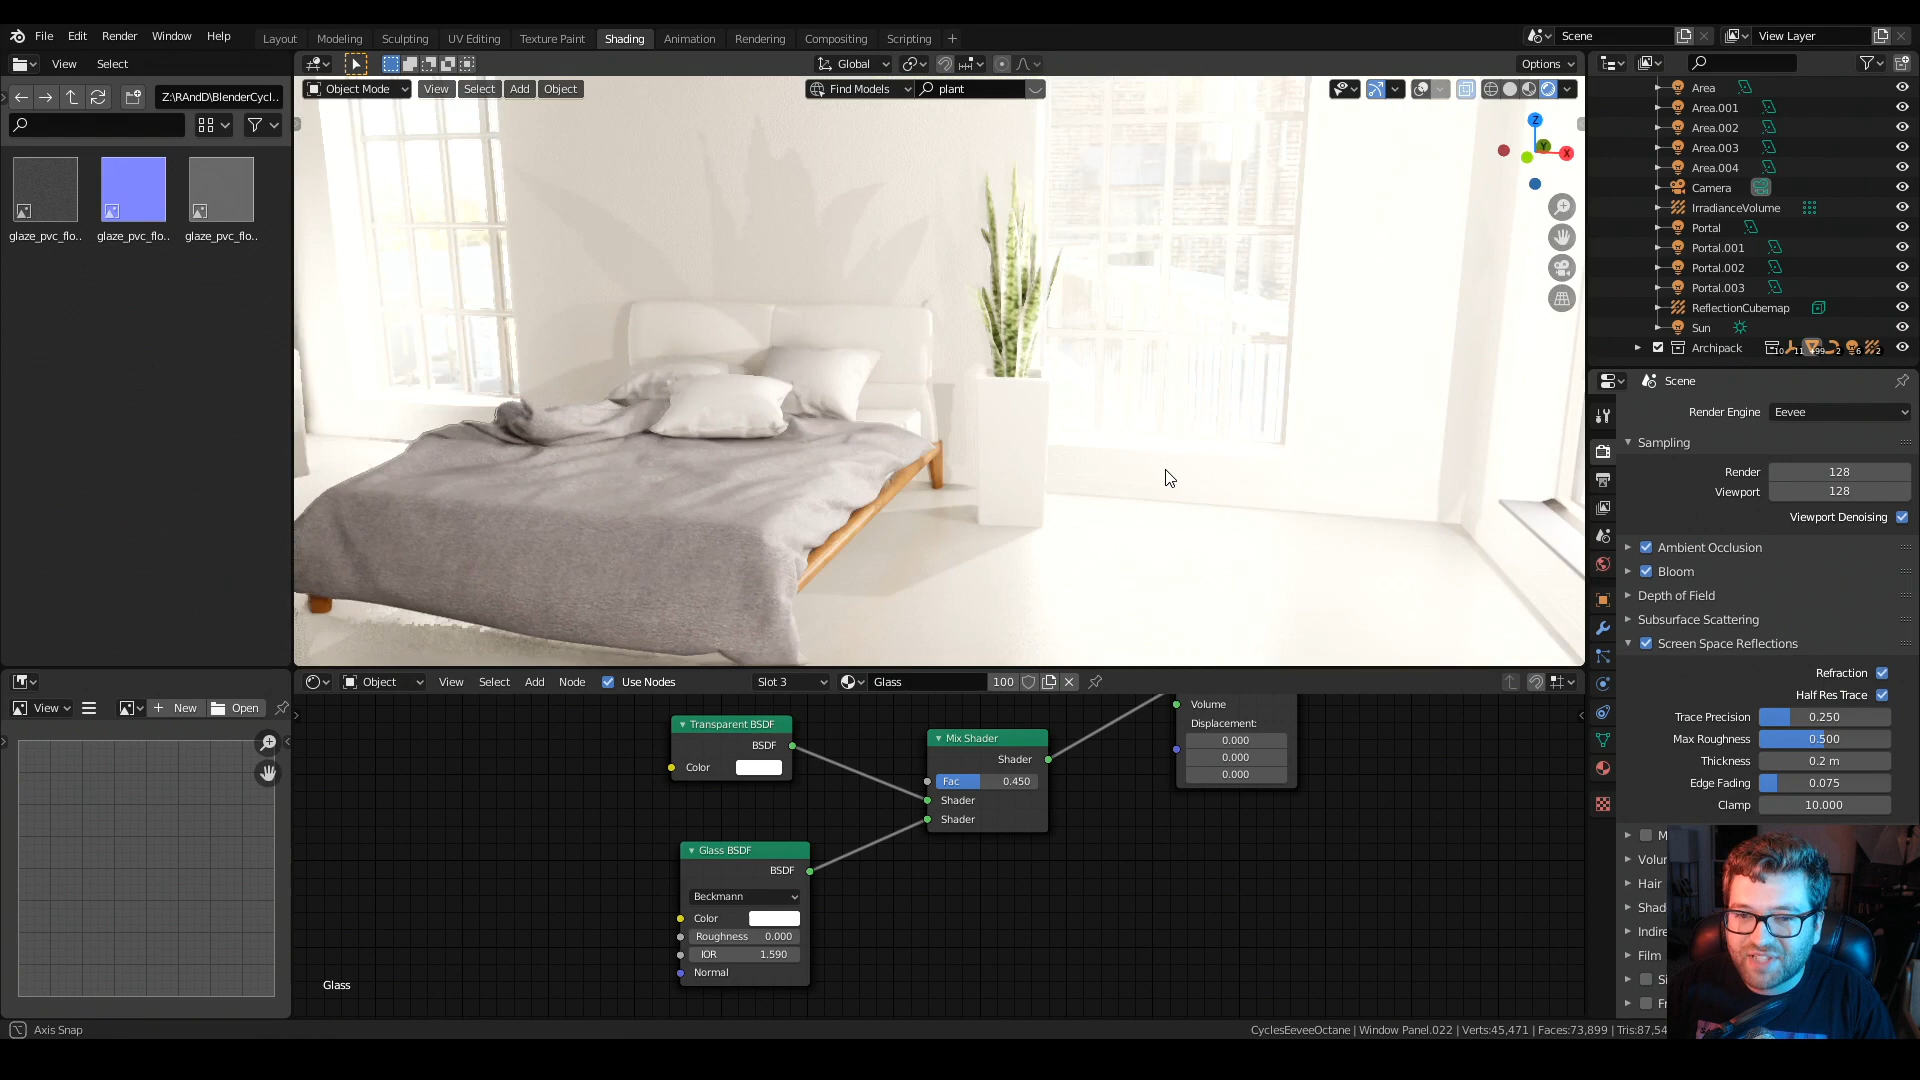 File Edit Render Window Help
Layout Modeling Sculpting UV Editing Texture Paint Shading Animation Rendering Compositing Scripting +
Scene
View Layer
View Select
Global
Options
Z:\RAndD\BlenderCycl..
Object Mode View Select Add Object
Find Models plant
glaze_pvc_flo.. glaze_pvc_flo.. glaze_pvc_flo..
Z
Y
X
Area
Area.001
Area.002
Area.003
Area.004
Camera
IrradianceVolume
Portal
Portal.001
Portal.002
Portal.003
ReflectionCubemap
Sun
Archipack
Scene
Render Engine Eevee
Sampling
Render 128
Viewport 128
Viewport Denoising
Ambient Occlusion
Bloom
Depth of Field
Subsurface Scattering
Screen Space Reflections
Refraction
Half Res Trace
Trace Precision 0.250
Max Roughness 0.500
Thickness 0.2 m
Edge Fading 0.075
Clamp 10.000
M
Volur
Hair
Shad
Indire
Film
Si
Fr
View New Open
Object View Select Add Node Use Nodes Slot 3 Glass 100
Transparent BSDF
BSDF
Color
Mix Shader
Shader
Fac 0.450
Shader
Shader
Volume
Displacement:
0.000
0.000
0.000
Glass BSDF
BSDF
Beckmann
Color
Roughness 0.000
IOR 1.590
Normal
Glass
Axis Snap
CyclesEeveeOctane | Window Panel.022 | Verts:45,471 | Faces:73,899 | Tris:87,54